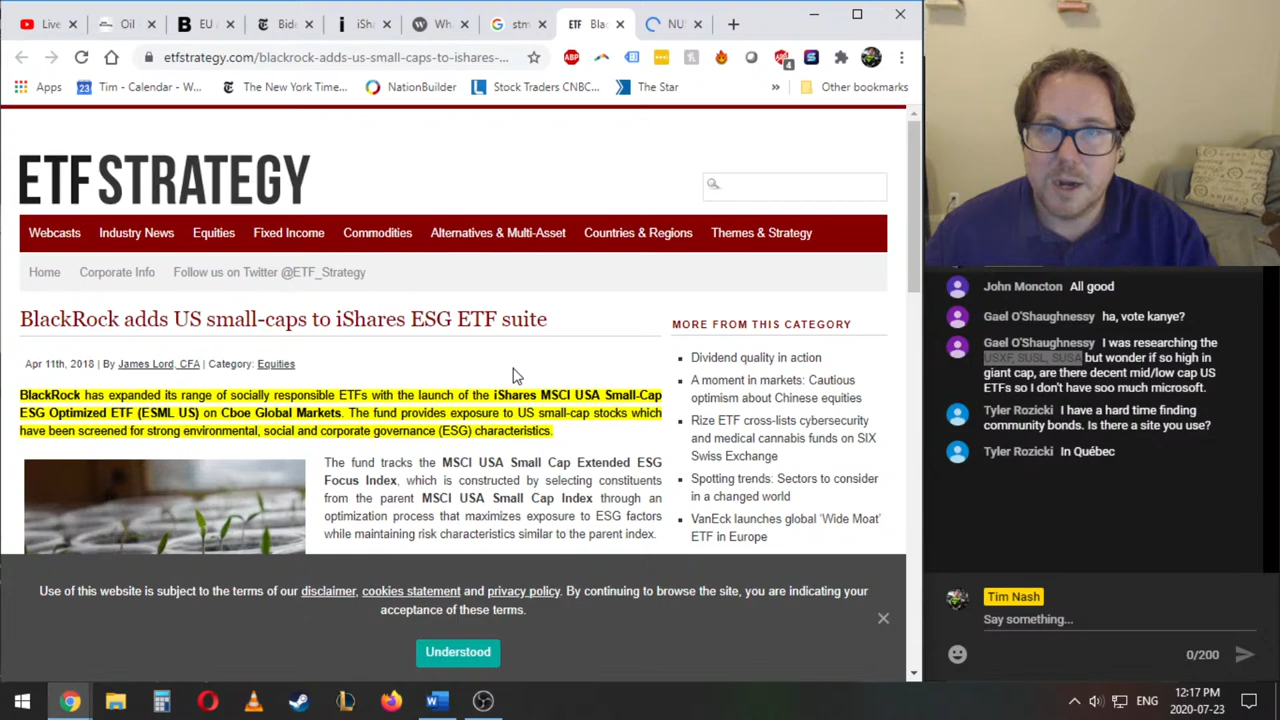 Live
Oil
EU
Bide
iSha
Wha
stm
Blac
NUS
etfstrategy.com/blackrock-adds-us-small-caps-to-ishares-...
4
Apps
Tim - Calendar - W...
The New York Time...
NationBuilder
Stock Traders CNBC...
The Star
»
Other bookmarks
ETF STRATEGY
Webcasts Industry News Equities Fixed Income Commodities Alternatives & Multi-Asset Countries & Regions Themes & Strategy
Home Corporate Info Follow us on Twitter @ETF_Strategy
BlackRock adds US small-caps to iShares ESG ETF suite
Apr 11th, 2018 | By James Lord, CFA | Category: Equities
BlackRock has expanded its range of socially responsible ETFs with the launch of the iShares MSCI USA Small-Cap
ESG Optimized ETF (ESML US) on Cboe Global Markets. The fund provides exposure to US small-cap stocks which
have been screened for strong environmental, social and corporate governance (ESG) characteristics.
The fund tracks the MSCI USA Small Cap Extended ESG
Focus Index, which is constructed by selecting constituents
from the parent MSCI USA Small Cap Index through an
optimization process that maximizes exposure to ESG factors
while maintaining risk characteristics similar to the parent index.
MORE FROM THIS CATEGORY
Dividend quality in action
A moment in markets: Cautious
optimism about Chinese equities
Rize ETF cross-lists cybersecurity
and medical cannabis funds on SIX
Swiss Exchange
Spotting trends: Sectors to consider
in a changed world
VanEck launches global 'Wide Moat'
ETF in Europe
Use of this website is subject to the terms of our disclaimer, cookies statement and privacy policy. By continuing to browse the site, you are indicating your
acceptance of these terms.
Understood
John Moncton All good
Gael O'Shaughnessy ha, vote kanye?
Gael O'Shaughnessy I was researching the
USXF, SUSL, SUSA but wonder if so high in
giant cap, are there decent mid/low cap US
ETFs so I don't have soo much microsoft.
Tyler Rozicki I have a hard time finding
community bonds. Is there a site you use?
Tyler Rozicki In Québec
Tim Nash
Say something...
0/200
ENG
12:17 PM
2020-07-23